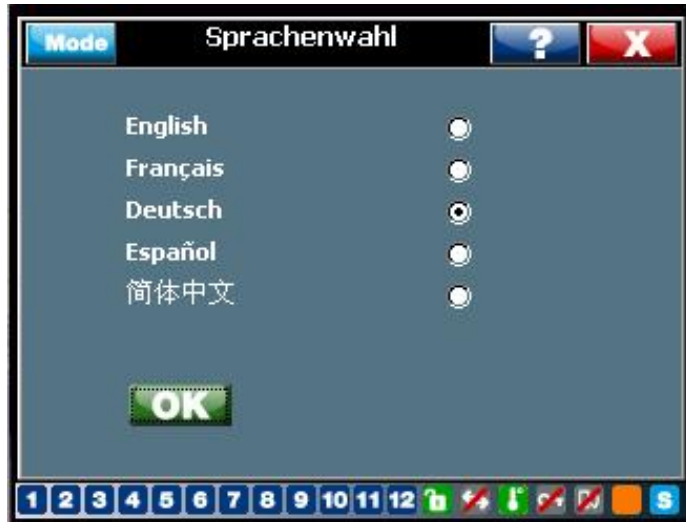 Mode Sprachenwahl ? X
English
Français
Deutsch
Español
简体中文
OK
1 2 3 4 5 6 7 8 9 10 11 12 S